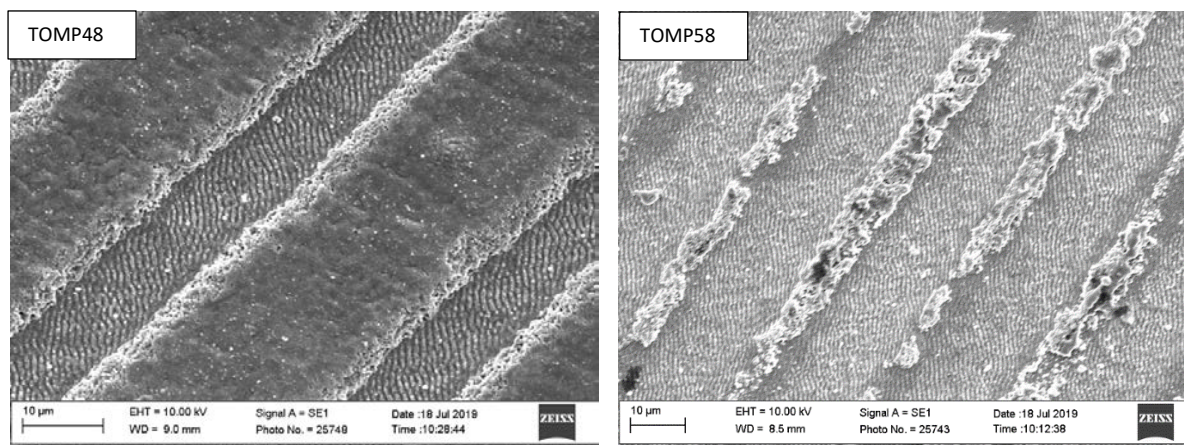 TOMP48
10 µm
EHT = 10.00 kV
WD = 9.0 mm
Signal A = SE1
Photo No. = 25748
Date :18 Jul 2019
Time :10:28:44
ZEISS
TOMP58
10 µm
EHT = 10.00 kV
WD = 8.5 mm
Signal A = SE1
Photo No. = 25743
Date :18 Jul 2019
Time :10:12:38
ZEISS